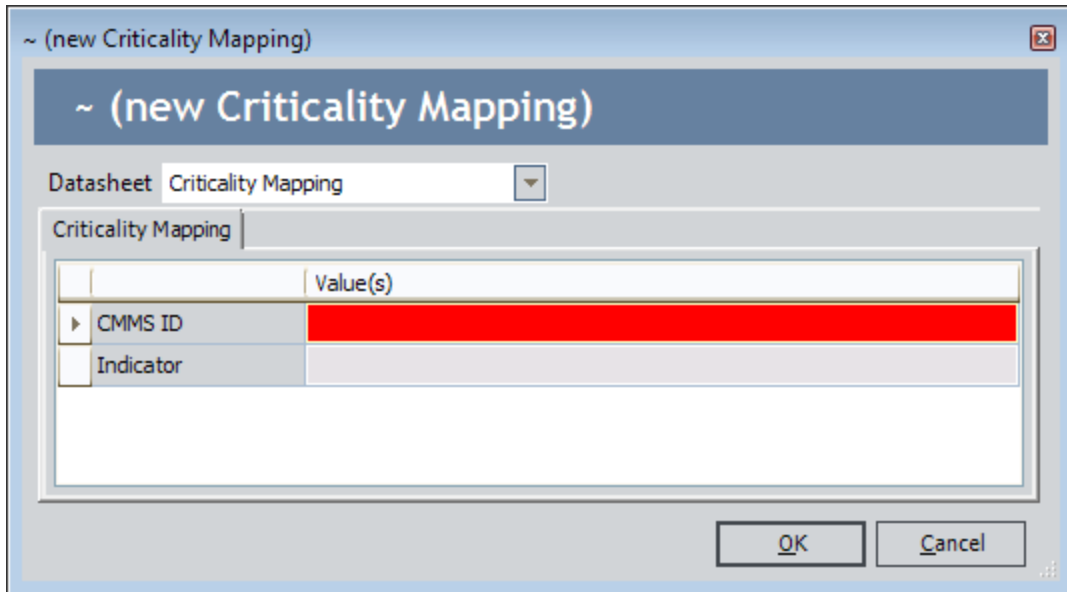 ~ (new Criticality Mapping)
~ (new Criticality Mapping)
Datasheet Criticality Mapping
Criticality Mapping
Value(s)
CMMS ID
Indicator
OK Cancel